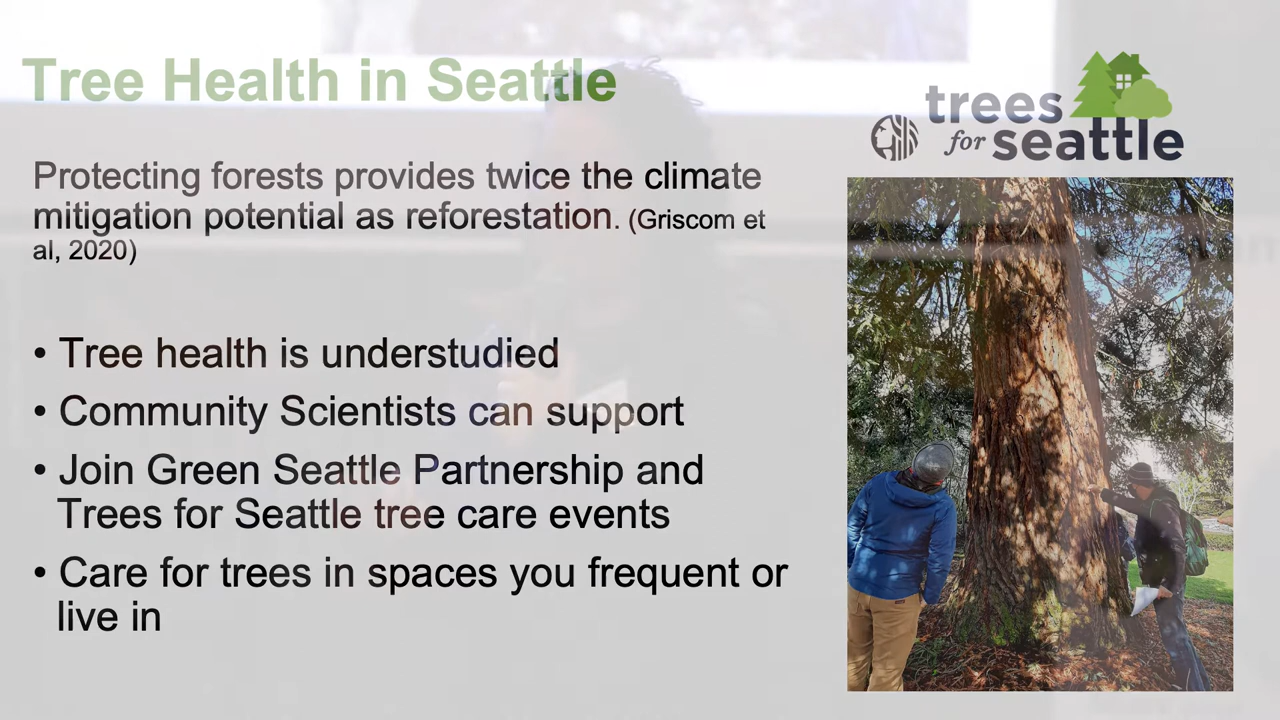 Tree Health in Seattle
trees
for seattle
Protecting forests provides twice the climate
mitigation potential as reforestation. (Griscom et
al, 2020)
• Tree health is understudied
• Community Scientists can support
• Join Green Seattle Partnership and
Trees for Seattle tree care events
• Care for trees in spaces you frequent or
live in